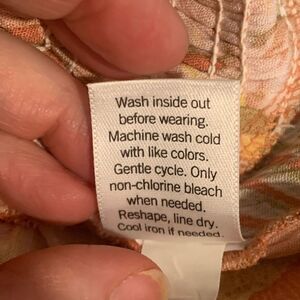 Wash inside out
before wearing.
Machine wash cold
with like colors.
Gentle cycle. Only
non-chlorine bleach
when needed.
Reshape, line dry.
Cool iron if needed.